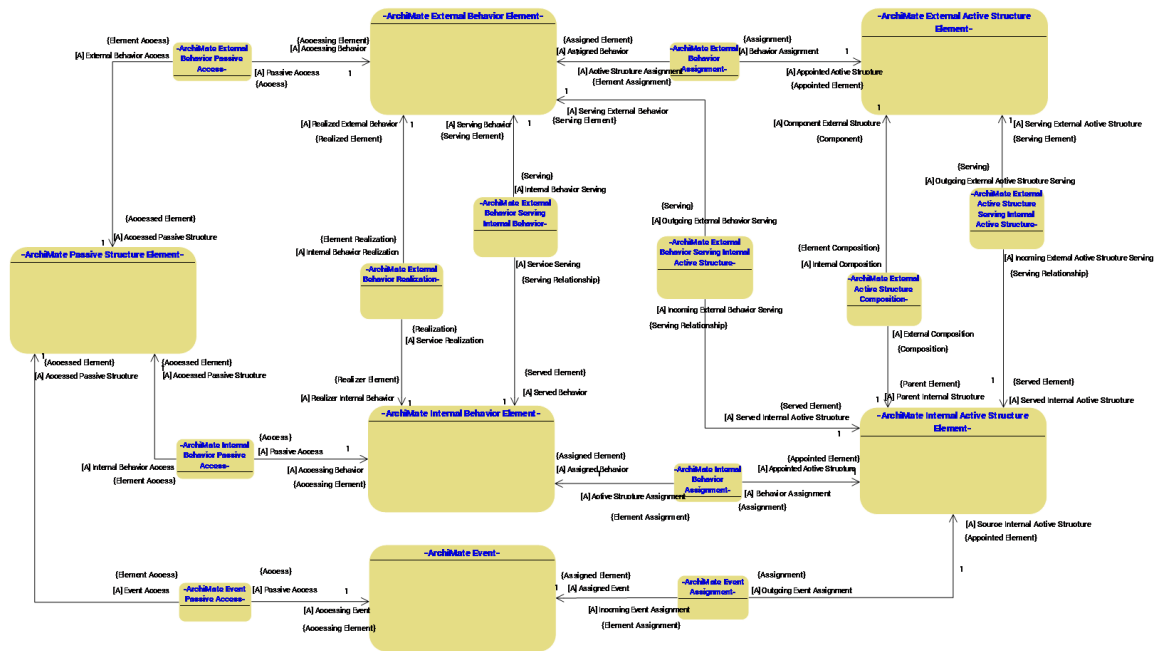 -ArchiMate External Behavior Element-
-ArchiMate External Active Structure
Element-
{Element Access}
[A] External Behavior Access
-ArchiMate External
Behavior Passive
Access-
{Accessing Element}
[A] Accessing Behavior
[A] Passive Access
1
{Access}
{Assigned Element}
[A] Assigned Behavior
1
[A] Active Structure Assignment
{Element Assignment}
-ArchiMate External
Behavior
Assignment-
{Assignment}
[A] Behavior Assignment
1
[A] Appointed Active Structure
{Appointed Element}
1
[A] Serving External Behavior
{Serving Element}
[A] Realized External Behavior
1
{Realized Element}
[A] Serving Behavior
1
{Serving Element}
1
[A] Component External Structure
{Component}
1
[A] Serving External Active Structure
{Serving Element}
{Serving}
[A] Internal Behavior Serving
-ArchiMate External
Behavior Serving
Internal Behavior-
[A] Service Serving
{Serving Relationship}
{Serving}
[A] Outgoing External Behavior Serving
-ArchiMate External
Behavior Serving Internal
Active Structure-
[A] Incoming External Behavior Serving
{Serving Relationship}
{Serving}
[A] Outgoing External Active Structure Serving
-ArchiMate External
Active Structure
Serving Internal
Active Structure-
[A] Incoming External Active Structure Serving
{Serving Relationship}
{Accessed Element}
1
[A] Accessed Passive Structure
-ArchiMate Passive Structure Element-
{Element Realization}
[A] Internal Behavior Realization
-ArchiMate External
Behavior Realization-
{Realization}
[A] Service Realization
{Element Composition}
[A] Internal Composition
-ArchiMate External
Active Structure
Composition-
[A] External Composition
{Composition}
1
{Accessed Element}
[A] Accessed Passive Structure
{Accessed Element}
1
[A] Accessed Passive Structure
{Realizer Element}
[A] Realizer Internal Behavior
1
{Served Element}
[A] Served Behavior
1
{Served Element}
[A] Served Internal Active Structure
1
{Parent Element}
[A] Parent Internal Structure
1
1
{Served Element}
[A] Served Internal Active Structure
-ArchiMate Internal Behavior Element-
-ArchiMate Internal Active Structure
Element-
[A] Internal Behavior Access
{Element Access}
-ArchiMate Internal
Behavior Passive
Access-
{Access}
[A] Passive Access
1
[A] Accessing Behavior
{Accessing Element}
{Assigned Element}
[A] Assigned Behavior
1
[A] Active Structure Assignment
{Element Assignment}
-ArchiMate Internal
Behavior
Assignment-
{Appointed Element}
[A] Appointed Active Structure
1
[A] Behavior Assignment
{Assignment}
[A] Source Internal Active Structure
{Appointed Element}
1
-ArchiMate Event-
{Element Access}
[A] Event Access
-ArchiMate Event
Passive Access-
{Access}
[A] Passive Access
1
[A] Accessing Event
{Accessing Element}
{Assigned Element}
1
[A] Assigned Event
[A] Incoming Event Assignment
{Element Assignment}
-ArchiMate Event
Assignment-
{Assignment}
[A] Outgoing Event Assignment